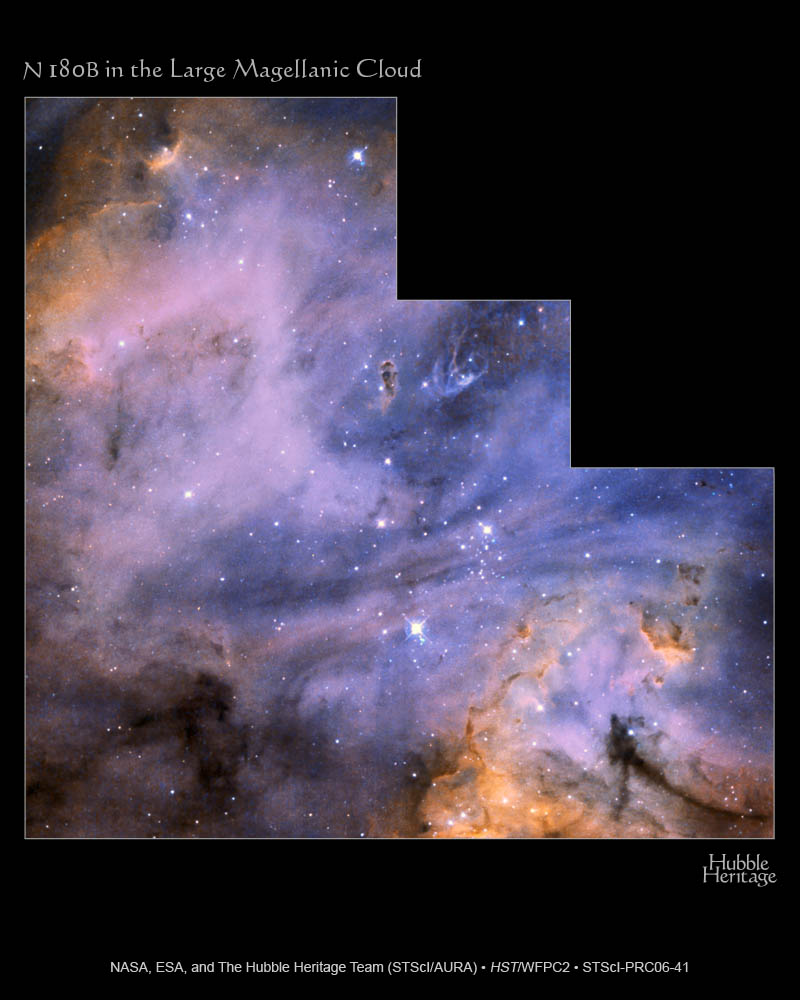 N 180B in the Large Magellanic Cloud
Hubble
Heritage
NASA, ESA, and The Hubble Heritage Team (STScI/AURA) • HST/WFPC2 • STScI-PRC06-41